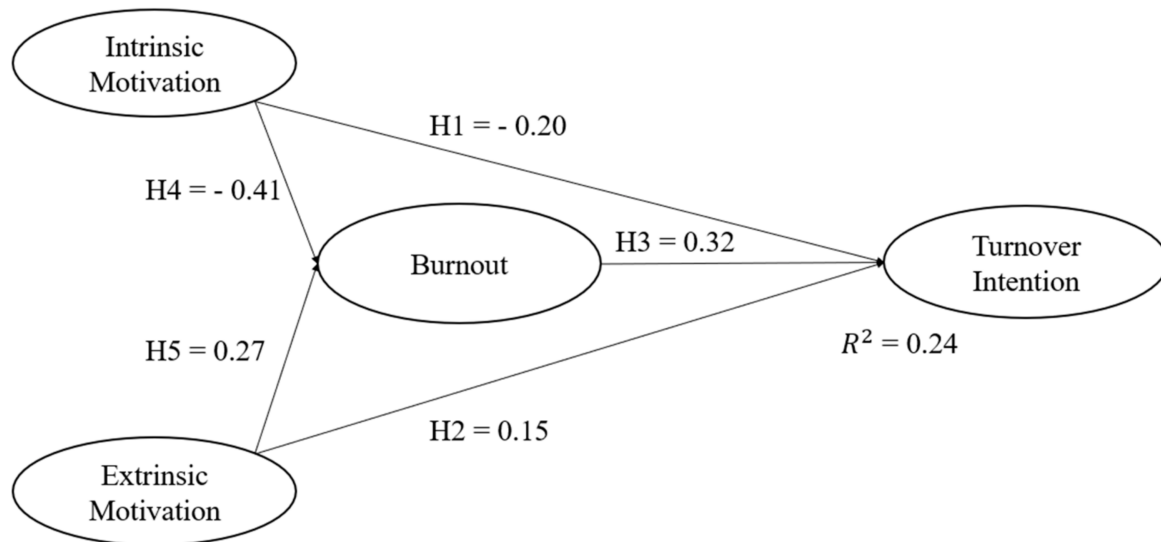 Intrinsic
Motivation
H1 = - 0.20
H4 = - 0.41
H3 = 0.32
Burnout
Turnover
Intention
H5 = 0.27
R² = 0.24
H2 = 0.15
Extrinsic
Motivation